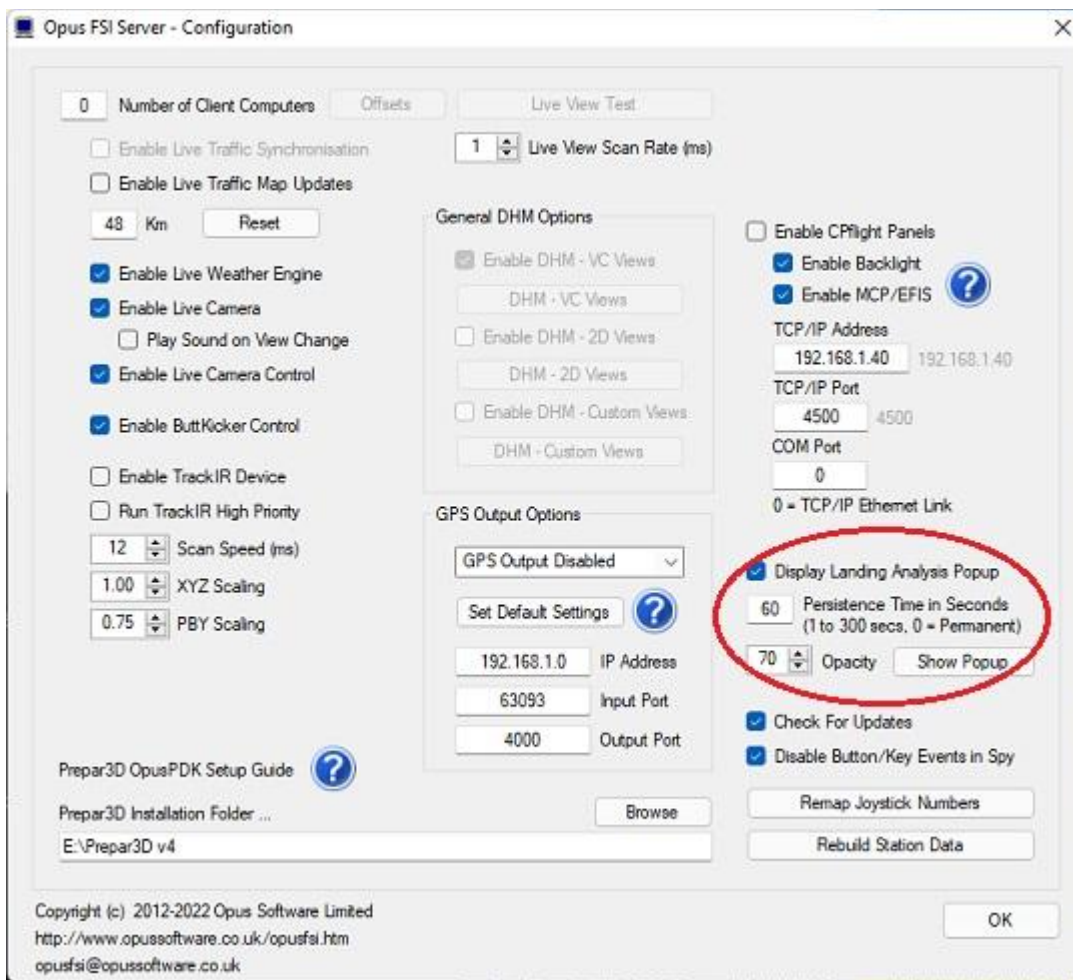 Opus FSI Server - Configuration
0 Number of Client Computers Offsets Live View Test
Enable Live Traffic Synchronisation
1 Live View Scan Rate (ms)
Enable Live Traffic Map Updates
48 Km Reset
Enable Live Weather Engine
Enable Live Camera
Play Sound on View Change
Enable Live Camera Control
Enable ButtKicker Control
Enable TrackIR Device
Run TrackIR High Priority
12 Scan Speed (ms)
1.00 XYZ Scaling
0.75 PBY Scaling
General DHM Options
Enable DHM - VC Views
DHM - VC Views
Enable DHM - 2D Views
DHM - 2D Views
Enable DHM - Custom Views
DHM - Custom Views
GPS Output Options
GPS Output Disabled
Set Default Settings ?
192.168.1.0 IP Address
63093 Input Port
4000 Output Port
Enable CPflight Panels
Enable Backlight
Enable MCP/EFIS ?
TCP/IP Address
192.168.1.40 192.168.1.40
TCP/IP Port
4500 4500
COM Port
0
0 = TCP/IP Ethernet Link
Display Landing Analysis Popup
60 Persistence Time in Seconds
(1 to 300 secs, 0 = Permanent)
70 Opacity Show Popup
Check For Updates
Disable Button/Key Events in Spy
Remap Joystick Numbers
Rebuild Station Data
Prepar3D OpusPDK Setup Guide ?
Prepar3D Installation Folder ... Browse
E:\Prepar3D v4
Copyright (c) 2012-2022 Opus Software Limited
http://www.opussoftware.co.uk/opusfsi.htm
opusfsi@opussoftware.co.uk
OK